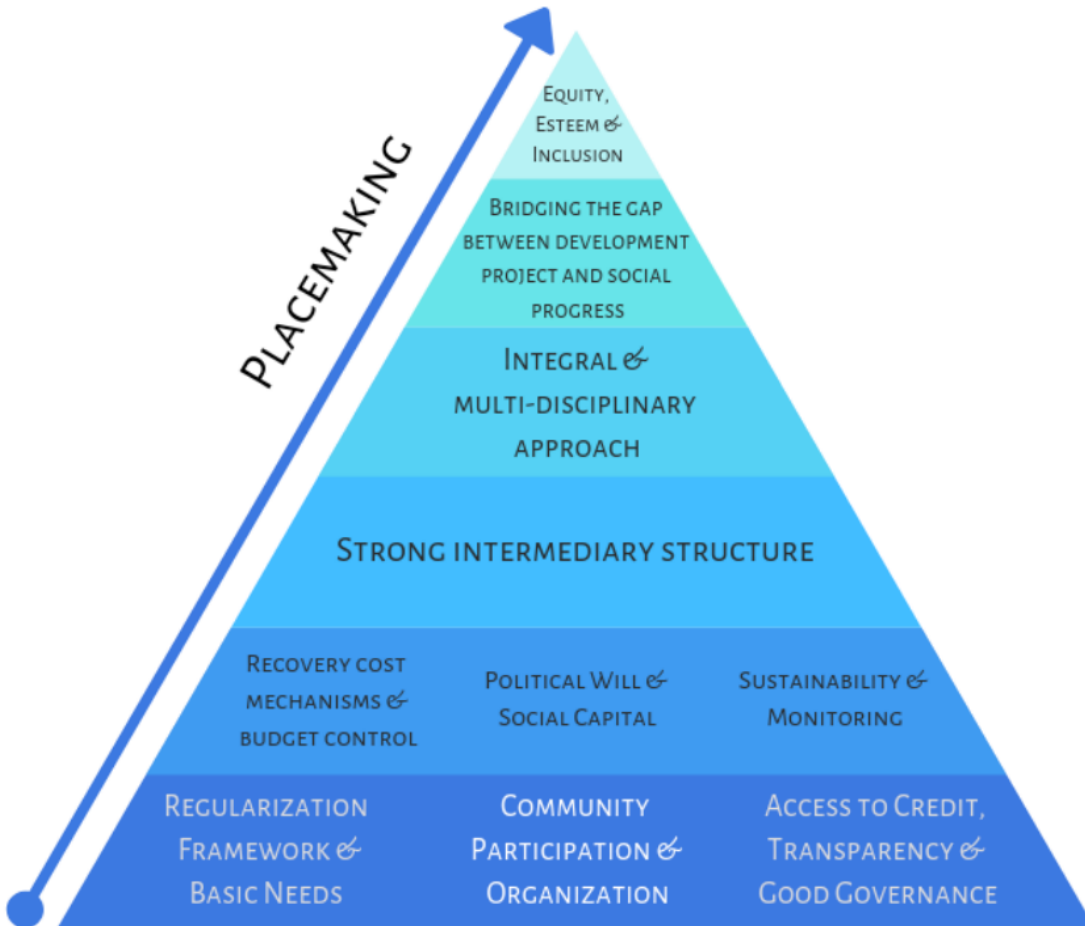 Placemaking
Equity,
Esteem &
Inclusion
Bridging the gap
between development
project and social
progress
Integral &
multi-disciplinary
approach
Strong intermediary structure
Recovery cost
mechanisms &
budget control
Political Will &
Social Capital
Sustainability &
Monitoring
Regularization
Framework &
Basic Needs
Community
Participation &
Organization
Access to Credit,
Transparency &
Good Governance